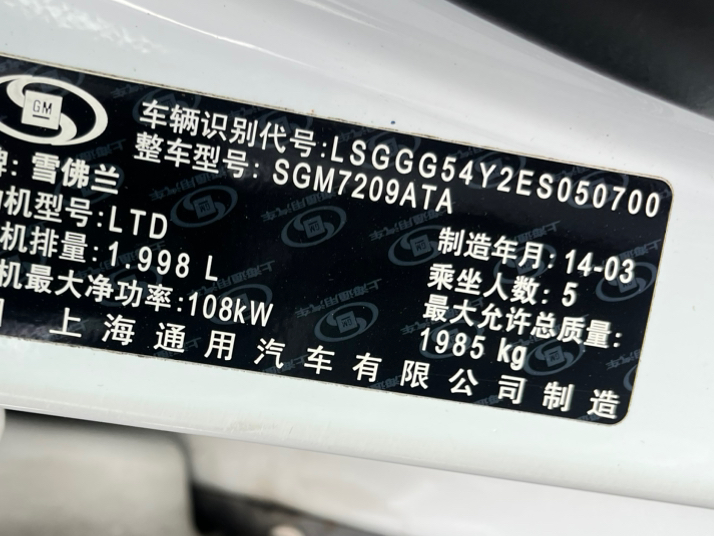 GM
车辆识别代号:LSGGG54Y2ES050700
整车型号: SGM7209ATA
牌: 雪佛兰
机型号:LTD
机排量:1.998 L
机最大净功率:108kW
制造年月: 14-03
乘坐人数: 5
最大允许总质量:
1985 kg
上海通用汽车有限公司制造